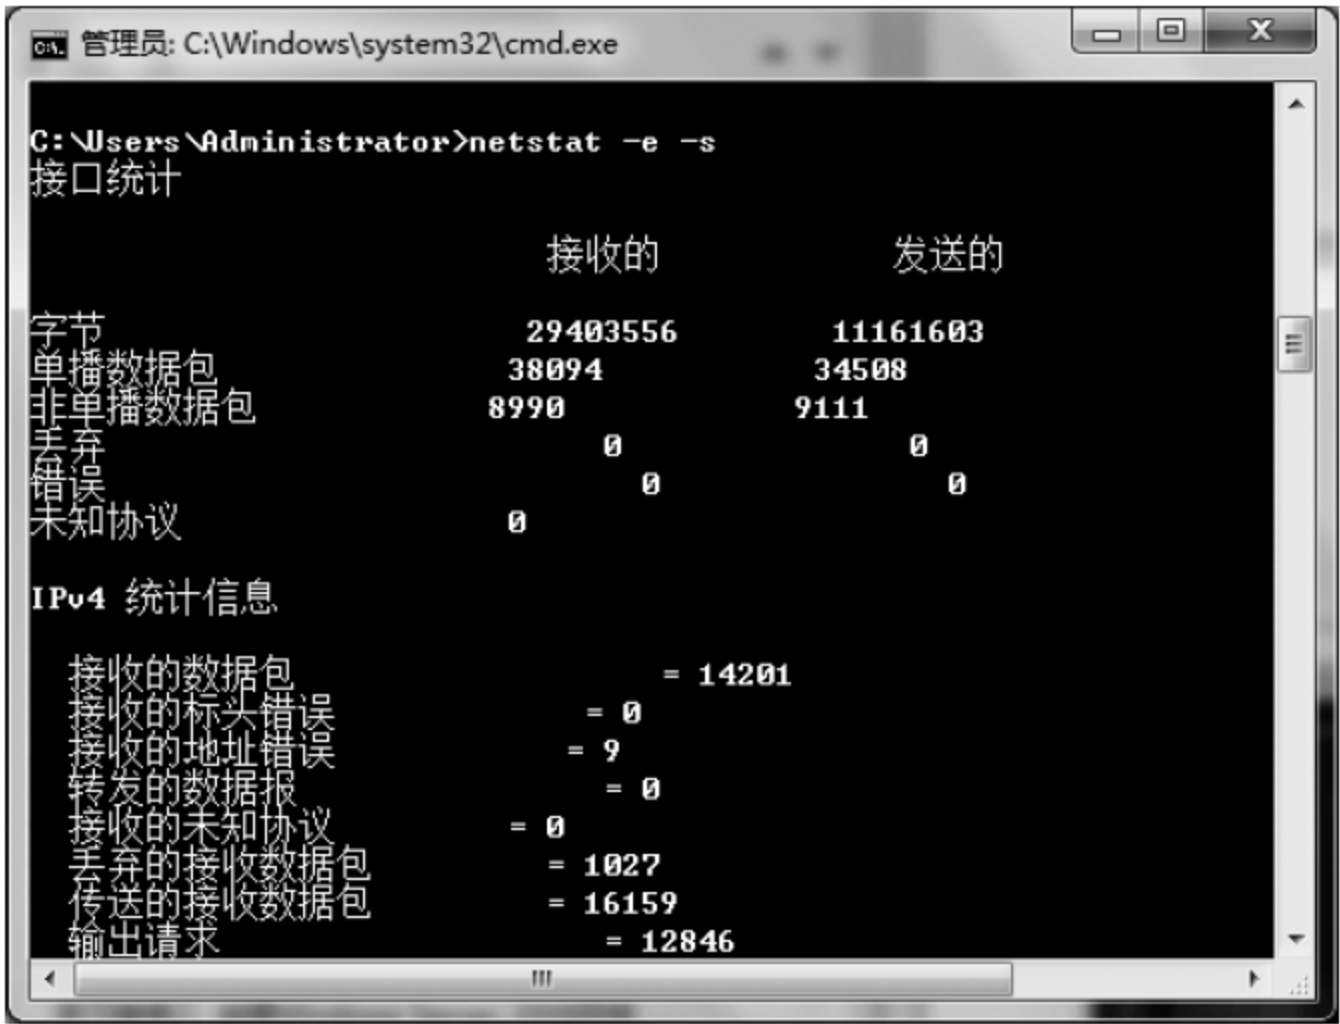 管理员: C:\Windows\system32\cmd.exe
C:\Users\Administrator>netstat -e -s
接口统计
接收的 发送的
字节 29403556 11161603
单播数据包 38094 34508
非单播数据包 8990 9111
丢弃 0 0
错误 0 0
未知协议 0
IPv4 统计信息
接收的数据包 = 14201
接收的标头错误 = 0
接收的地址错误 = 9
转发的数据报 = 0
接收的未知协议 = 0
丢弃的接收数据包 = 1027
传送的接收数据包 = 16159
输出请求 = 12846